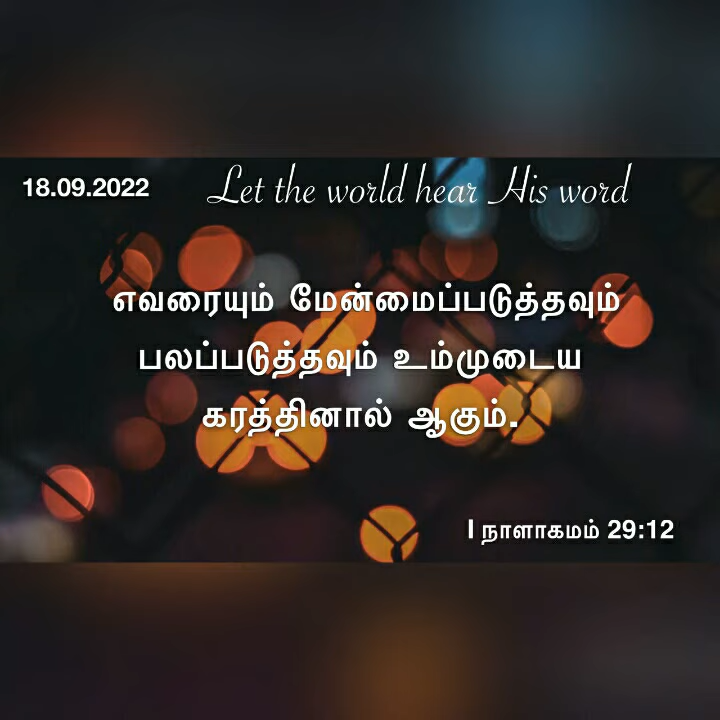 18.09.2022 Let the world hear His word
எவரையும் மேன்மைப்படுத்தவும்
பலப்படுத்தவும் உம்முடைய
கரத்தினால் ஆகும்.
I நாளாகமம் 29:12